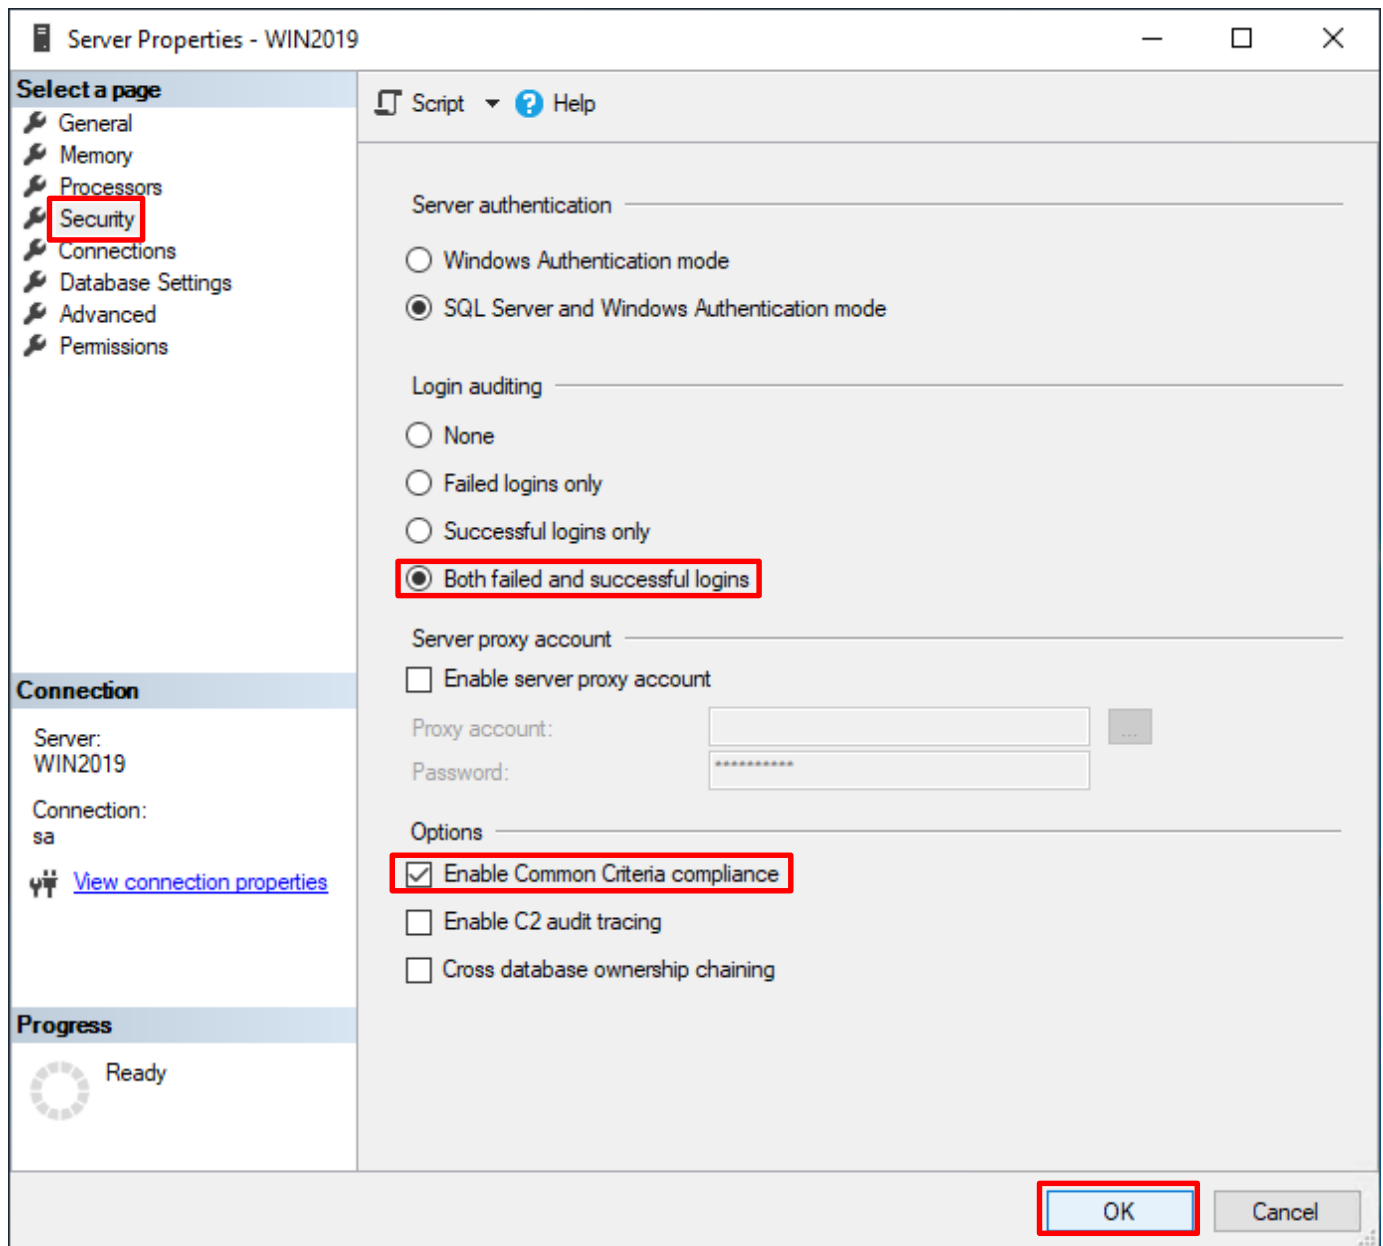 Server Properties - WIN2019
Select a page
General
Memory
Processors
Security
Connections
Database Settings
Advanced
Permissions
Connection
Server:
WIN2019
Connection:
sa
View connection properties
Progress
Ready
Script
Help
Server authentication
Windows Authentication mode
SQL Server and Windows Authentication mode
Login auditing
None
Failed logins only
Successful logins only
Both failed and successful logins
Server proxy account
Enable server proxy account
Proxy account:
...
Password:
**********
Options
Enable Common Criteria compliance
Enable C2 audit tracing
Cross database ownership chaining
OK
Cancel